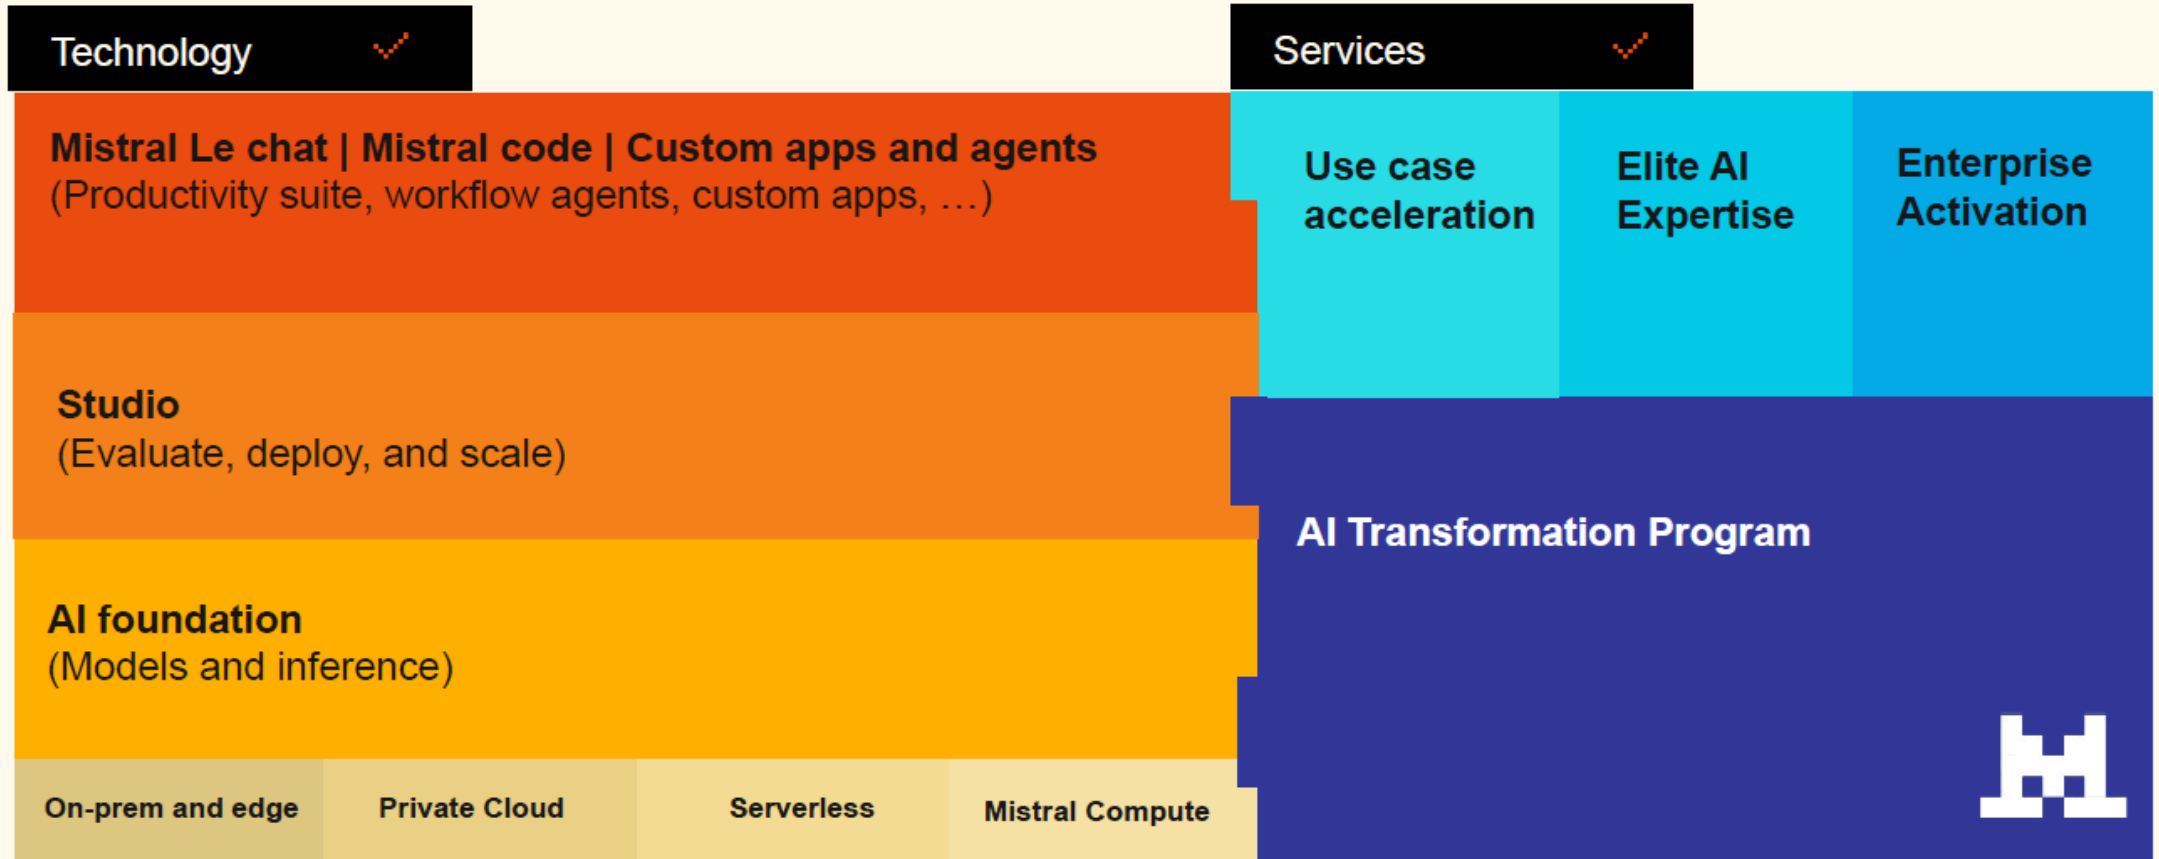 Technology
Mistral Le chat | Mistral code | Custom apps and agents
(Productivity suite, workflow agents, custom apps, …)
Studio
(Evaluate, deploy, and scale)
AI foundation
(Models and inference)
On-prem and edge
Private Cloud
Serverless
Mistral Compute
Services
Use case
acceleration
Elite AI
Expertise
Enterprise
Activation
AI Transformation Program